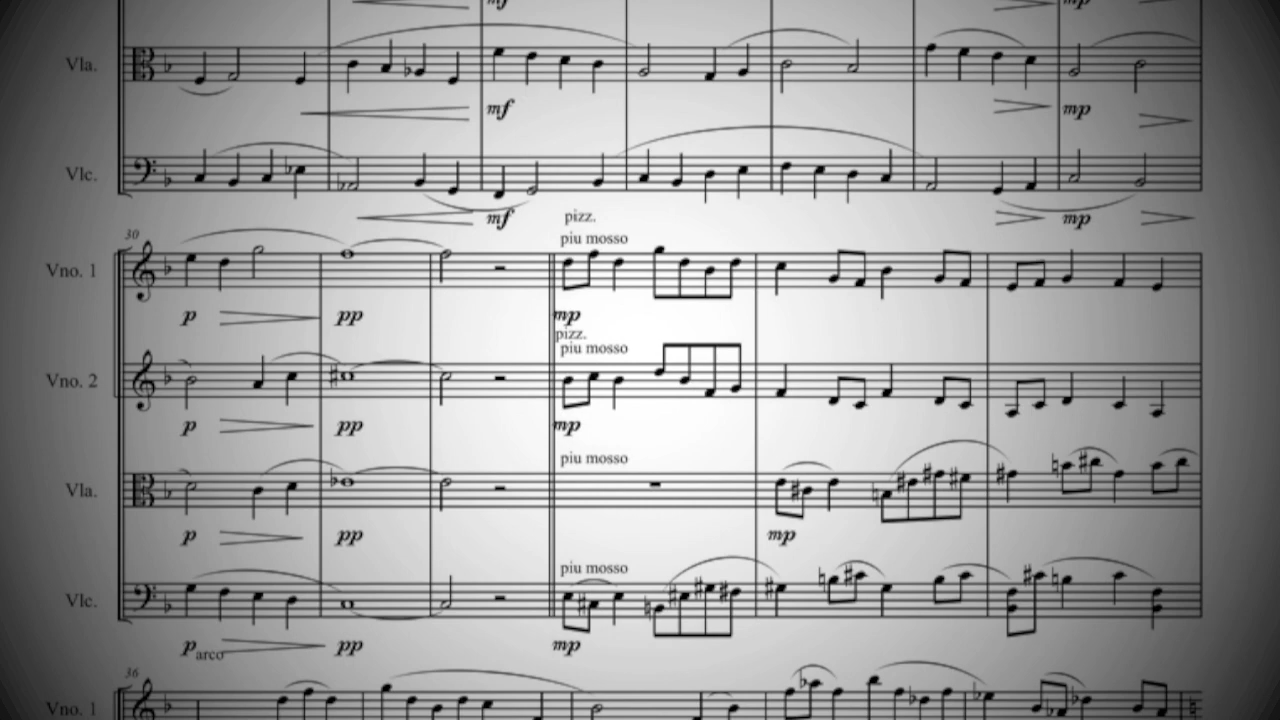 mf mp
Vla.
mf mp
Vlc.
mf mp
pizz.
30 piu mosso
Vno. 1
p pp mp
pizz.
piu mosso
Vno. 2
p pp mp
piu mosso
Vla.
p pp mp
piu mosso
Vlc.
p pp mp
arco
36
Vno. 1